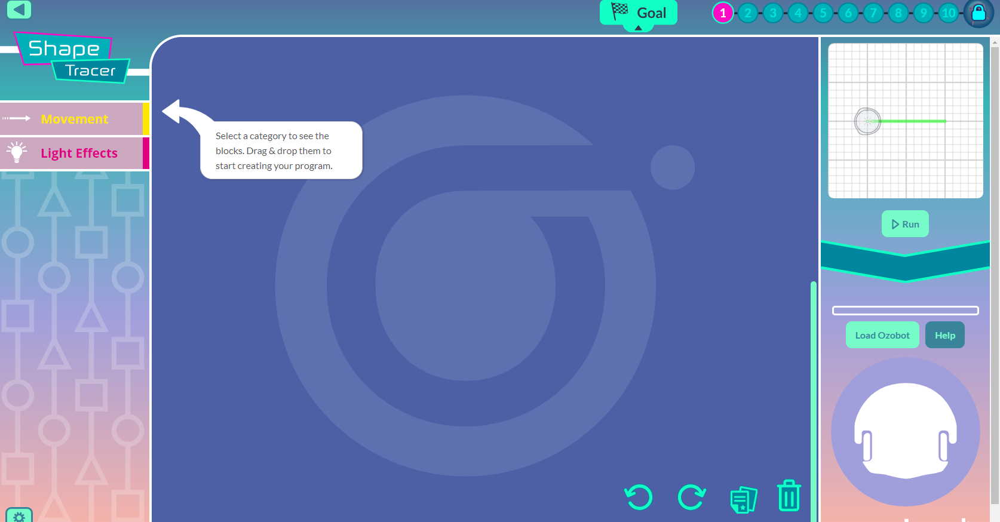 Goal
1 2 3 4 5 6 7 8 9 10
Shape
Tracer
Movement
Light Effects
Select a category to see the
blocks. Drag & drop them to
start creating your program.
Run
Load Ozobot
Help